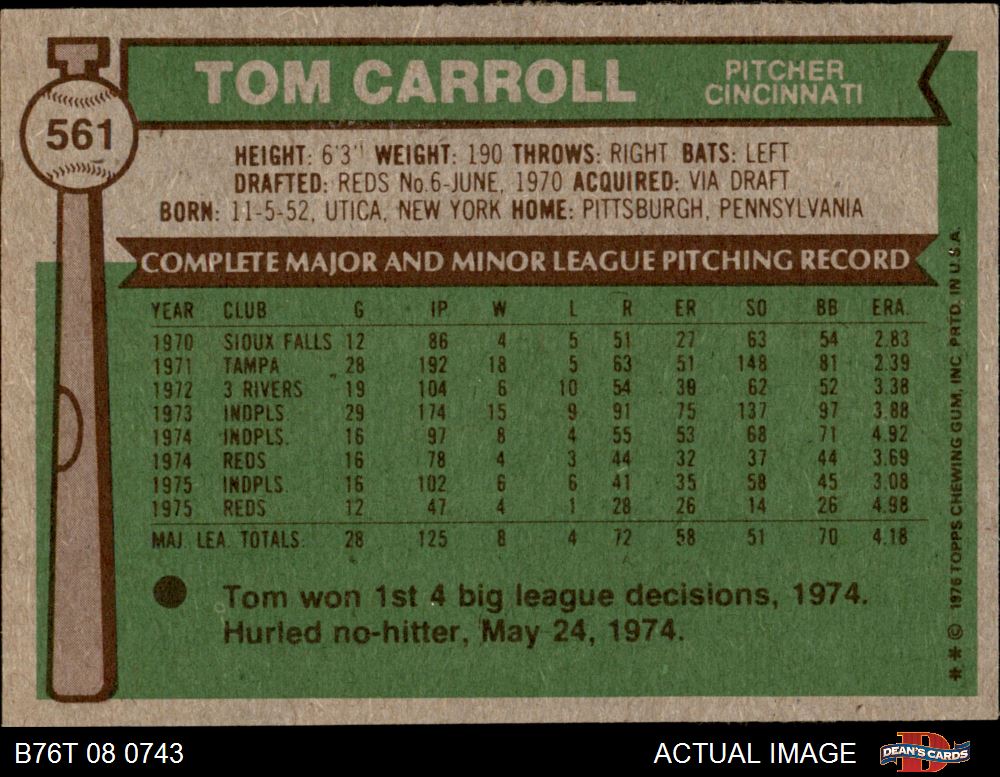 TOM CARROLL
PITCHER
CINCINNATI
561
HEIGHT: 6'3" WEIGHT: 190 THROWS: RIGHT BATS: LEFT
DRAFTED: REDS No.6-JUNE, 1970 ACQUIRED: VIA DRAFT
BORN: 11-5-52, UTICA, NEW YORK HOME: PITTSBURGH, PENNSYLVANIA
COMPLETE MAJOR AND MINOR LEAGUE PITCHING RECORD
YEAR CLUB G IP W L R ER SO BB ERA.
1970 SIOUX FALLS 12 86 4 5 51 27 63 54 2.83
1971 TAMPA 28 192 18 5 63 51 148 81 2.39
1972 3 RIVERS 19 104 6 10 54 39 62 52 3.38
1973 INDPLS 29 174 15 9 91 75 137 97 3.88
1974 INDPLS. 16 97 8 4 55 53 68 71 4.92
1974 REDS 16 78 4 3 44 32 37 44 3.69
1975 INDPLS 16 102 6 6 41 35 58 45 3.08
1975 REDS 12 47 4 1 28 26 14 26 4.98
MAJ. LEA. TOTALS. 28 125 8 4 72 58 51 70 4.18
Tom won 1st 4 big league decisions, 1974.
Hurled no-hitter, May 24, 1974.
* * © 1976 TOPPS CHEWING GUM, INC. PRTD. IN U.S.A.
B76T 08 0743
ACTUAL IMAGE
DEAN'S CARDS